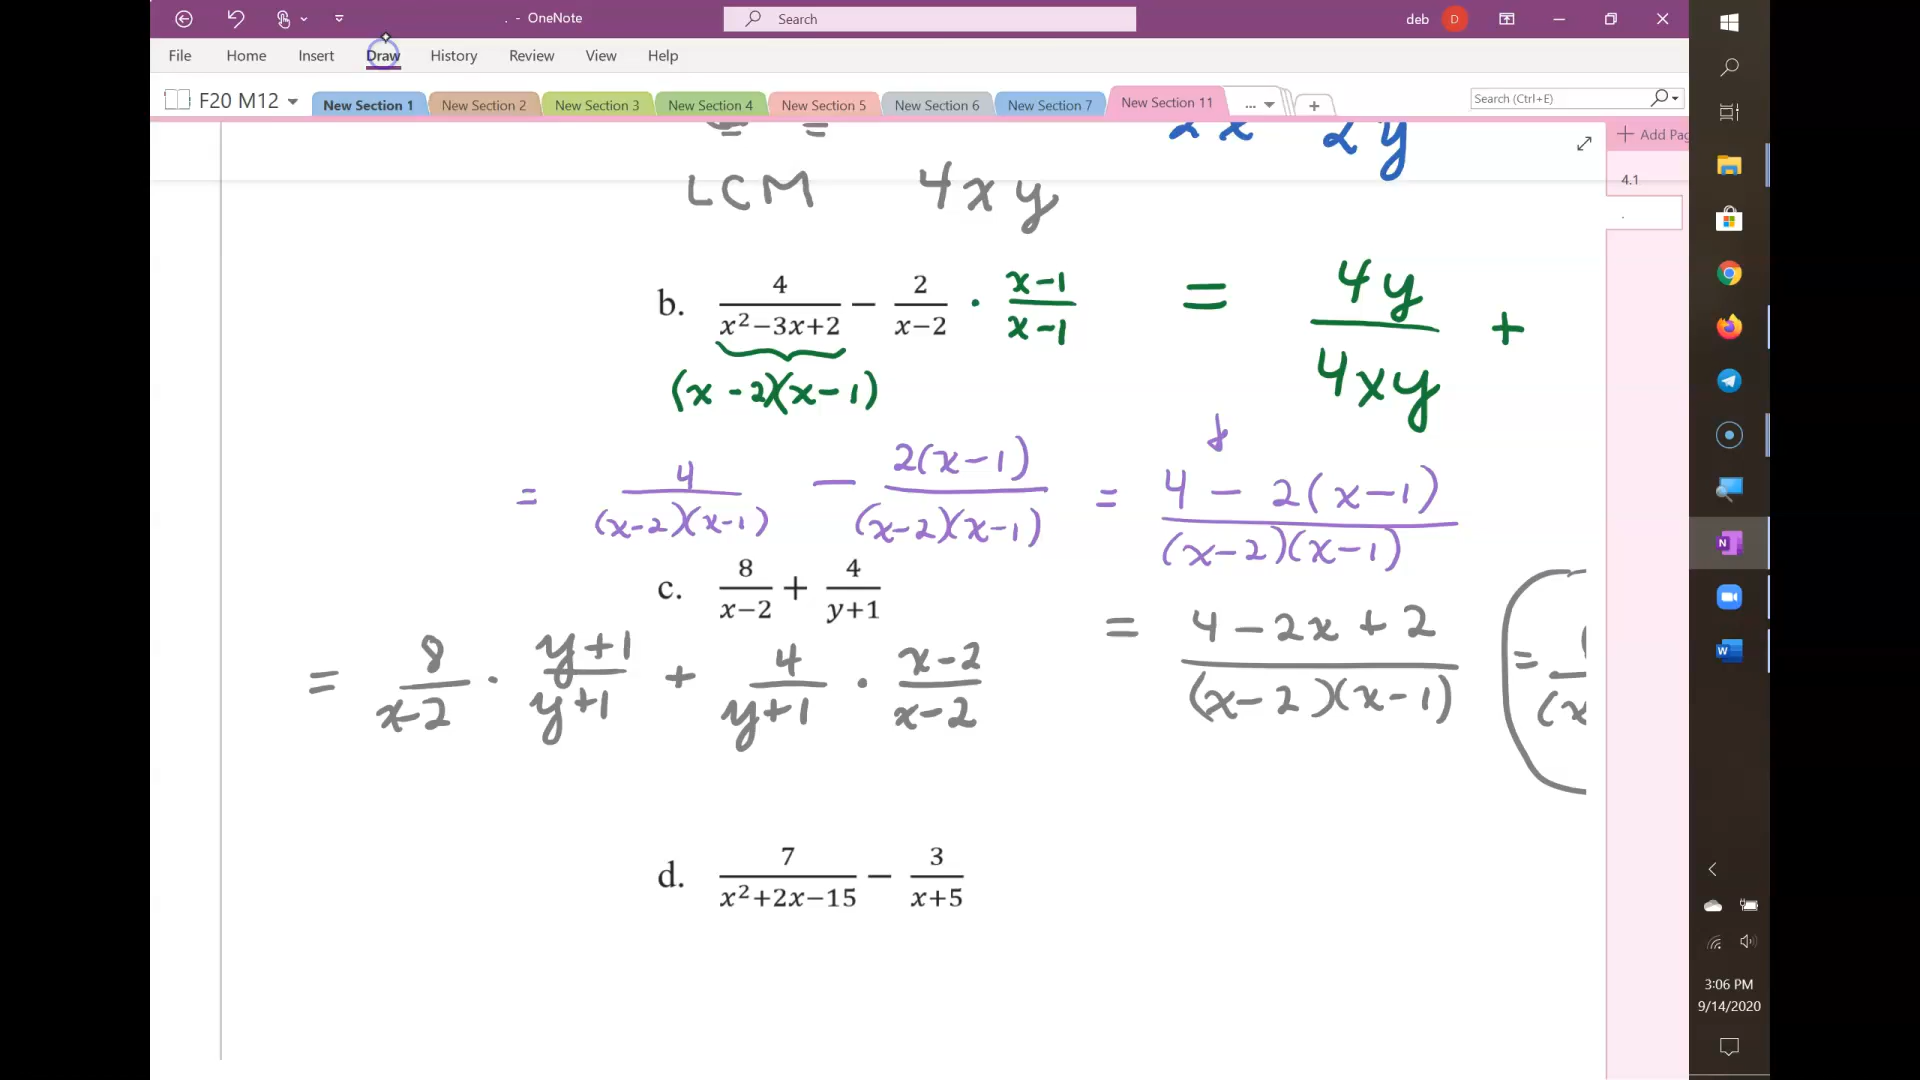 . - OneNote
Search
deb
D
File Home Insert Draw History Review View Help
F20 M12
New Section 1 New Section 2 New Section 3 New Section 4 New Section 5 New Section 6 New Section 7 New Section 11 ... +
Search (Ctrl+E)
Add Pag
4.1
.
2x 2y
LCM 4xy
b. 4/(x²−3x+2) − 2/(x−2) · (x−1)/(x−1) = 4y/4xy +
(x−2)(x−1)
= 4/((x−2)(x−1)) − 2(x−1)/((x−2)(x−1)) = (4 − 2(x−1))/((x−2)(x−1))
c. 8/(x−2) + 4/(y+1)
= (4−2x+2)/((x−2)(x−1)) =
= 8/(x−2) · (y+1)/(y+1) + 4/(y+1) · (x−2)/(x−2)
d. 7/(x²+2x−15) − 3/(x+5)
N
W
3:06 PM
9/14/2020